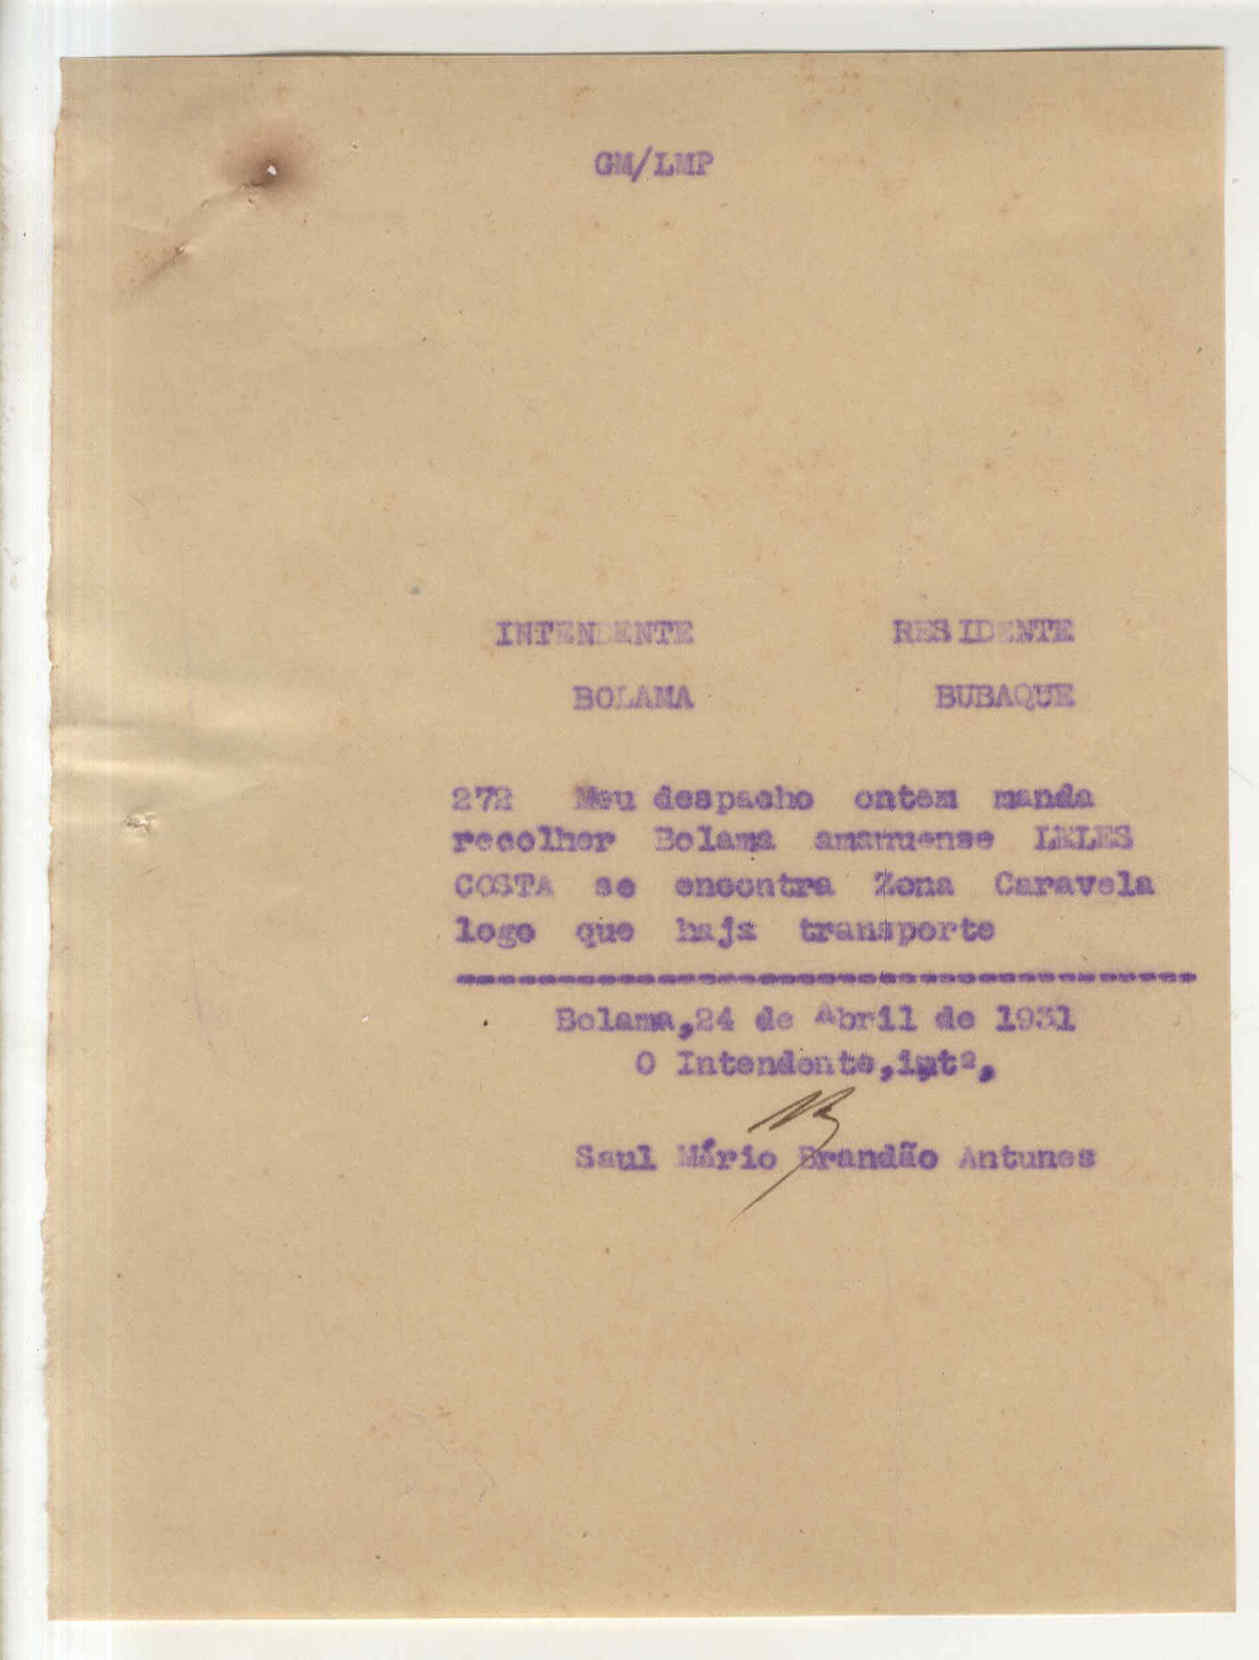 GM/LMP
INTENDENTE RESIDENTE
BOLAMA BUBAQUE
272 Meu despacho ontem manda
recolher Bolama amanuense LELES
COSTA se encontra Zona Caravela
logo que haja transporte
-------------------------------------
Bolama,24 de Abril de 1931
O Intendente,intº,
Saul Mário Brandão Antunes